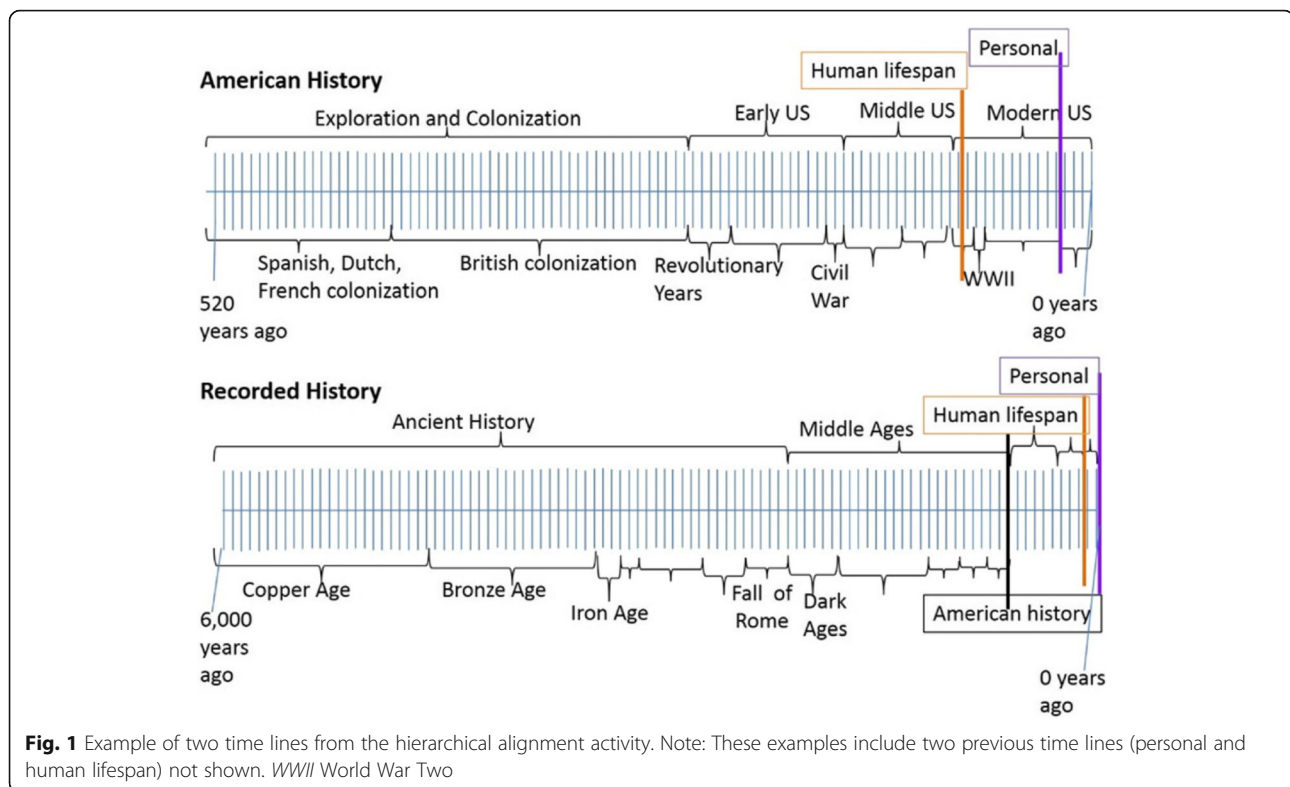 Personal
Human lifespan
American History
Exploration and Colonization
Early US
Middle US
Modern US
Spanish, Dutch,
French colonization
British colonization
Revolutionary
Years
Civil
War
WWII
520
years ago
0 years
ago
Personal
Recorded History
Human lifespan
Ancient History
Middle Ages
Copper Age
Bronze Age
Iron Age
Fall of
Rome
Dark
Ages
American history
6,000
years
ago
0 years
ago
Fig. 1 Example of two time lines from the hierarchical alignment activity. Note: These examples include two previous time lines (personal and
human lifespan) not shown. WWII World War Two